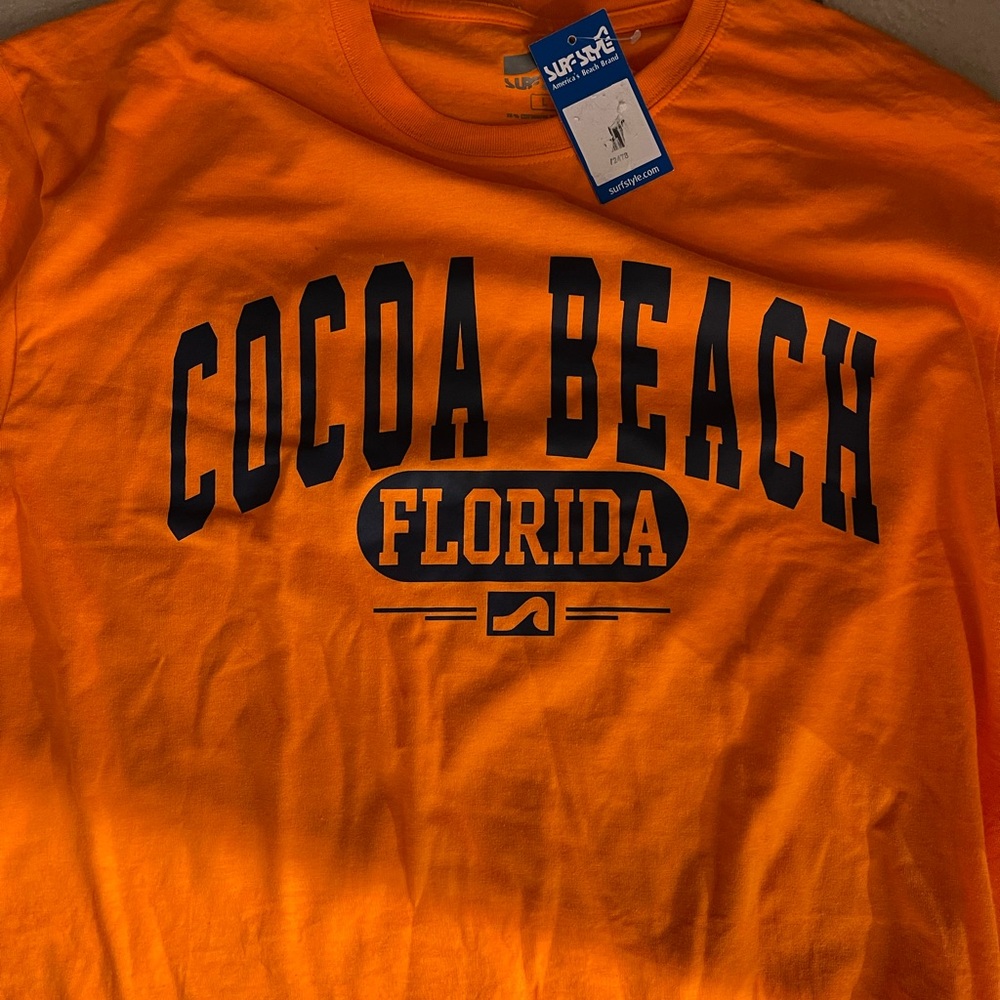 SURF STYLE
America's Beach Brand
surfstyle.com
COCOA BEACH
FLORIDA